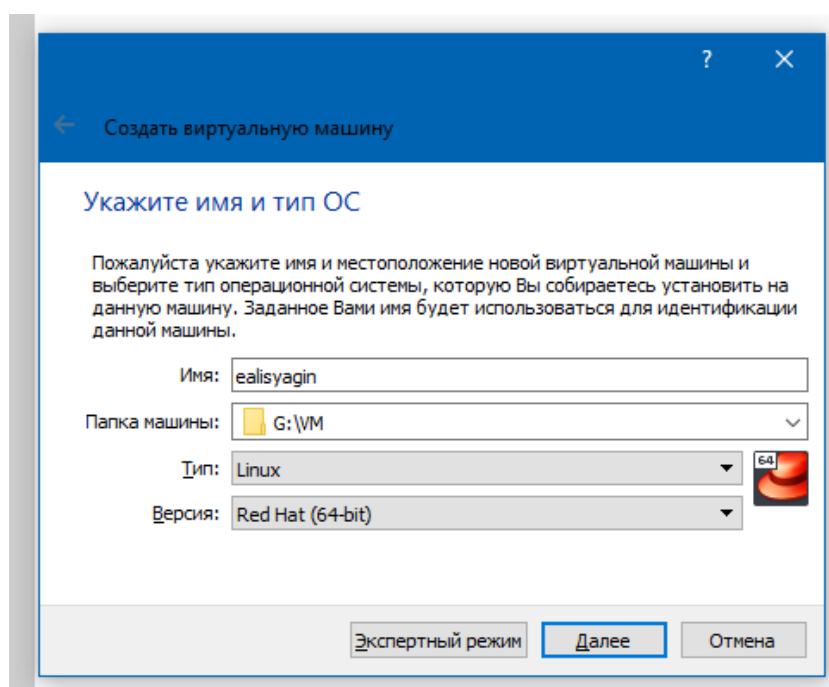 ?
Создать виртуальную машину
Укажите имя и тип ОС
Пожалуйста укажите имя и местоположение новой виртуальной машины и
выберите тип операционной системы, которую Вы собираетесь установить на
данную машину. Заданное Вами имя будет использоваться для идентификации
данной машины.
Имя: ealisyagin
Папка машины: G:\VM
Тип: Linux
64
Версия: Red Hat (64-bit)
Экспертный режим Далее Отмена